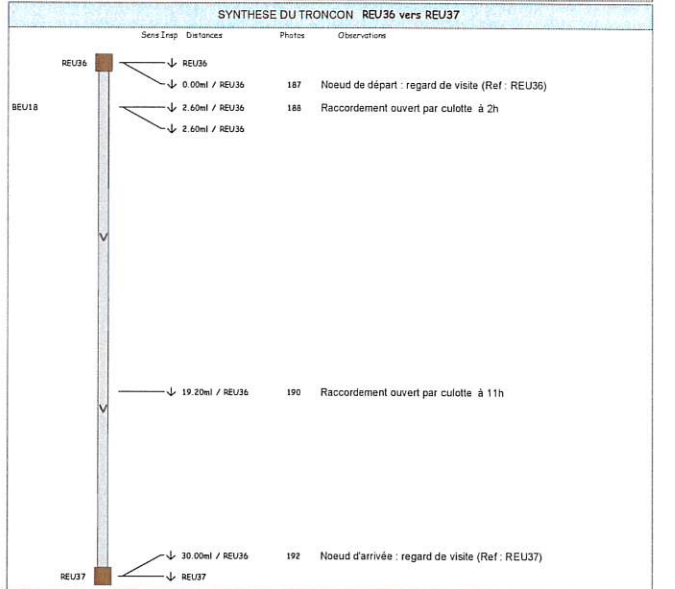 SYNTHESE DU TRONCON REU36 vers REU37
Sens Insp Distances Photos Observations
REU36 REU36
0.00ml / REU36 187 Noeud de départ : regard de visite (Ref : REU36)
BEU18 2.60ml / REU36 188 Raccordement ouvert par culotte à 2h
2.60ml / REU36
19.20ml / REU36 190 Raccordement ouvert par culotte à 11h
30.00ml / REU36 192 Noeud d'arrivée : regard de visite (Ref : REU37)
REU37 REU37